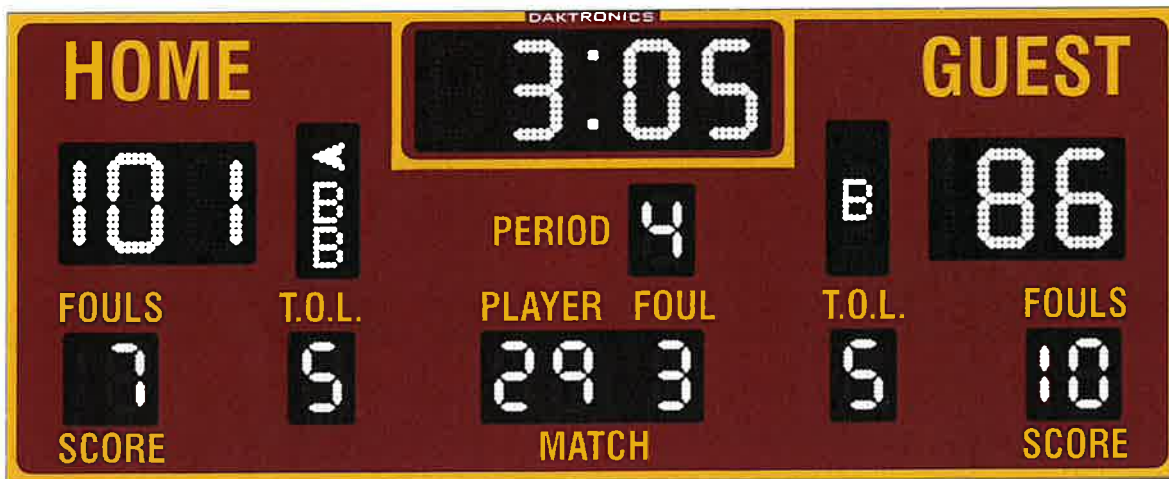 DAKTRONICS
HOME 3:05 GUEST
101 A B B PERIOD 4 B 86
FOULS T.O.L. PLAYER FOUL T.O.L. FOULS
7 5 29 3 5 10
SCORE MATCH SCORE